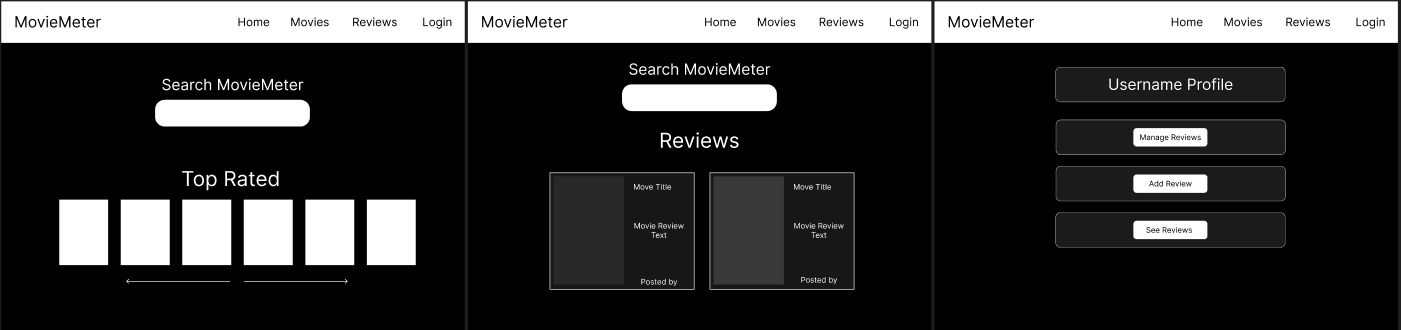 MovieMeter Home Movies Reviews Login
Search MovieMeter
Top Rated
MovieMeter Home Movies Reviews Login
Search MovieMeter
Reviews
Move Title
Movie Review
Text
Posted by
Move Title
Movie Review
Text
Posted by
MovieMeter Home Movies Reviews Login
Username Profile
Manage Reviews
Add Review
See Reviews